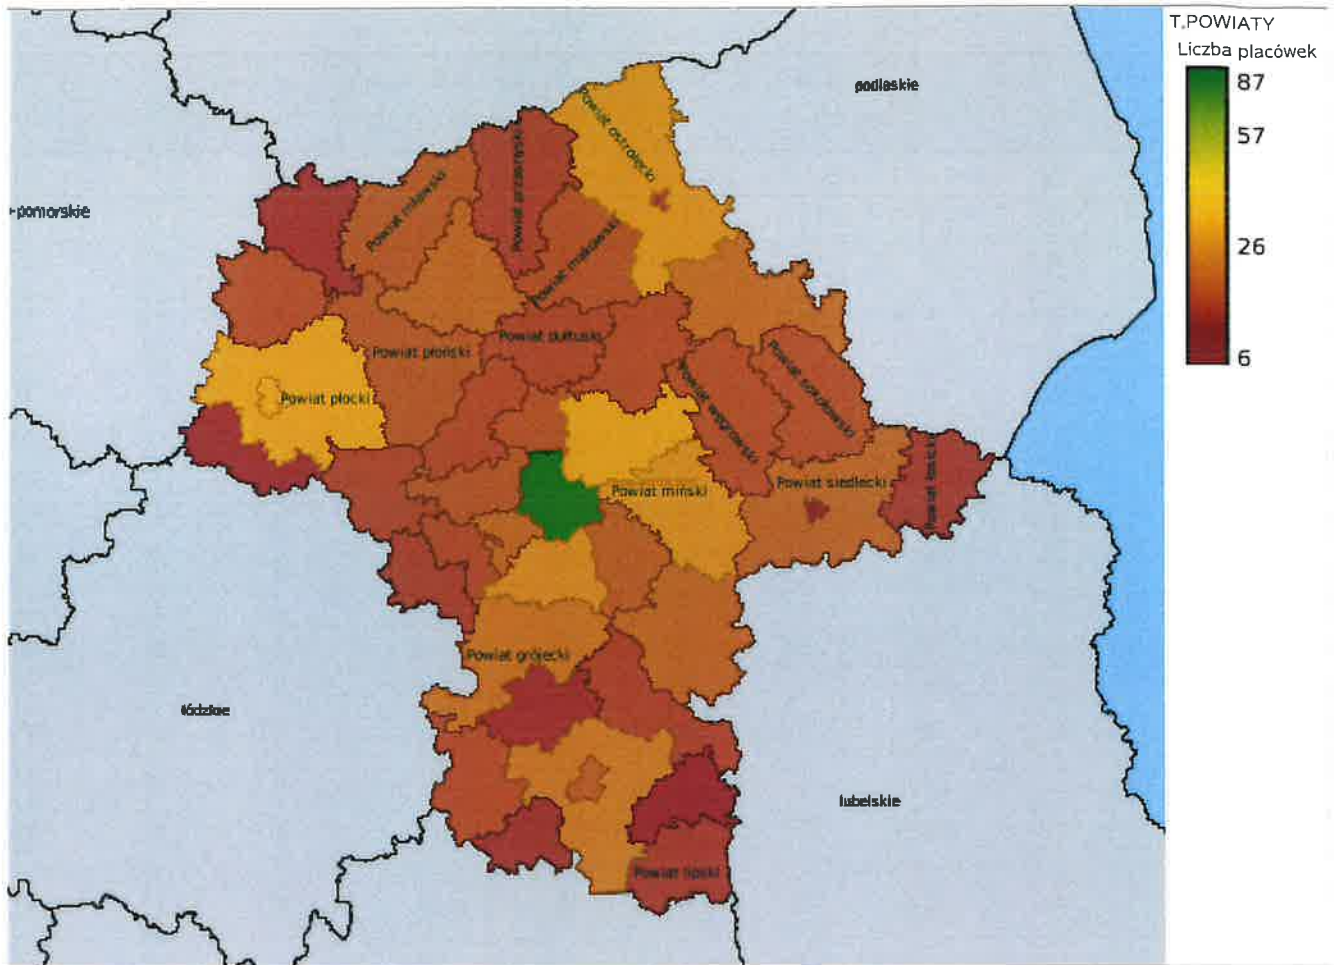 T.POWIATY
Liczba placówek
87
57
26
6
podlaskie
-pomorskie
łódzkie
lubelskie
Powiat ostrołęcki
Powiat mławski
Powiat przasnyski
Powiat makowski
Powiat pułtuski
Powiat płoński
Powiat płocki
Powiat węgrowski
Powiat sokołowski
Powiat miński
Powiat siedlecki
Powiat łosicki
Powiat grójecki
Powiat lipski